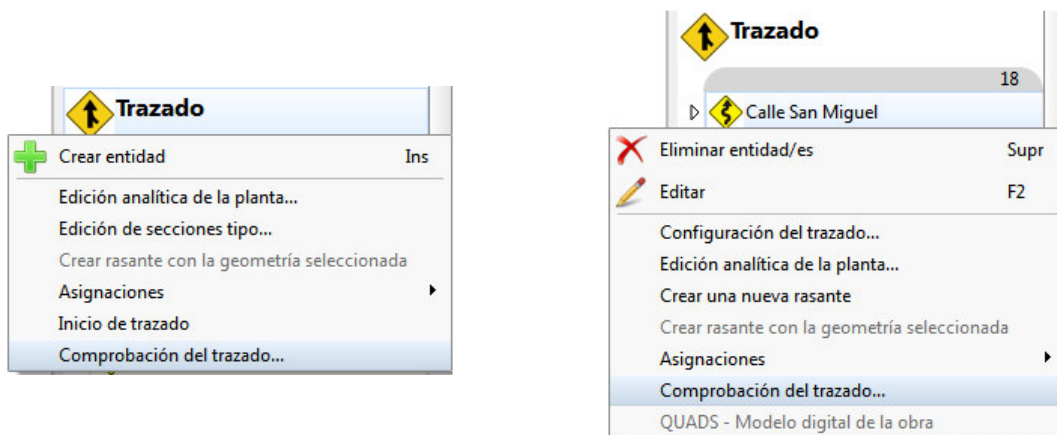 Trazado
Crear entidad Ins
Edición analítica de la planta...
Edición de secciones tipo...
Crear rasante con la geometría seleccionada
Asignaciones
Inicio de trazado
Comprobación del trazado...
Trazado
18
Calle San Miguel
Eliminar entidad/es Supr
Editar F2
Configuración del trazado...
Edición analítica de la planta...
Crear una nueva rasante
Crear rasante con la geometría seleccionada
Asignaciones
Comprobación del trazado...
QUADS - Modelo digital de la obra